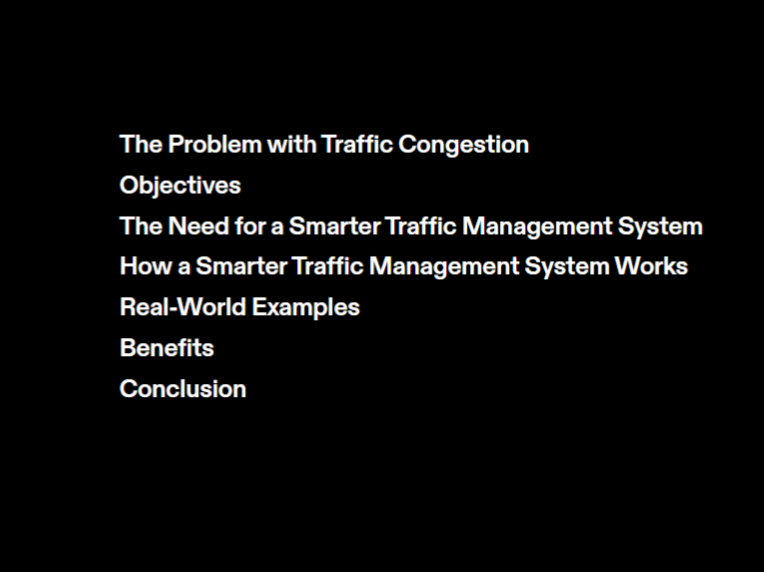 The Problem with Traffic Congestion
Objectives
The Need for a Smarter Traffic Management System
How a Smarter Traffic Management System Works
Real-World Examples
Benefits
Conclusion